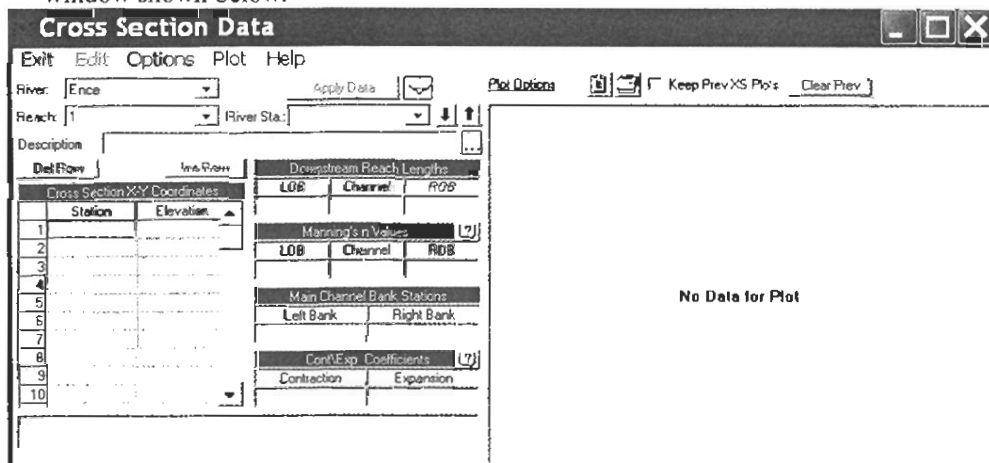 window shown below.
Cross Section Data
Exit Edit Options Plot Help
River: Ence Apply Data Plot Options Keep Prev XS Plots Clear Prev
Reach: 1 River Sta.:
Description ...
Del Row Ins Row Downstream Reach Lengths
LOB Channel ROB
Cross Section X-Y Coordinates
Station Elevation
1
2
3
4
5
6
7
8
9
10
Manning's n Values ?
LOB Channel ROB
Main Channel Bank Stations
Left Bank Right Bank
Cont\Exp Coefficients ?
Contraction Expansion
No Data for Plot